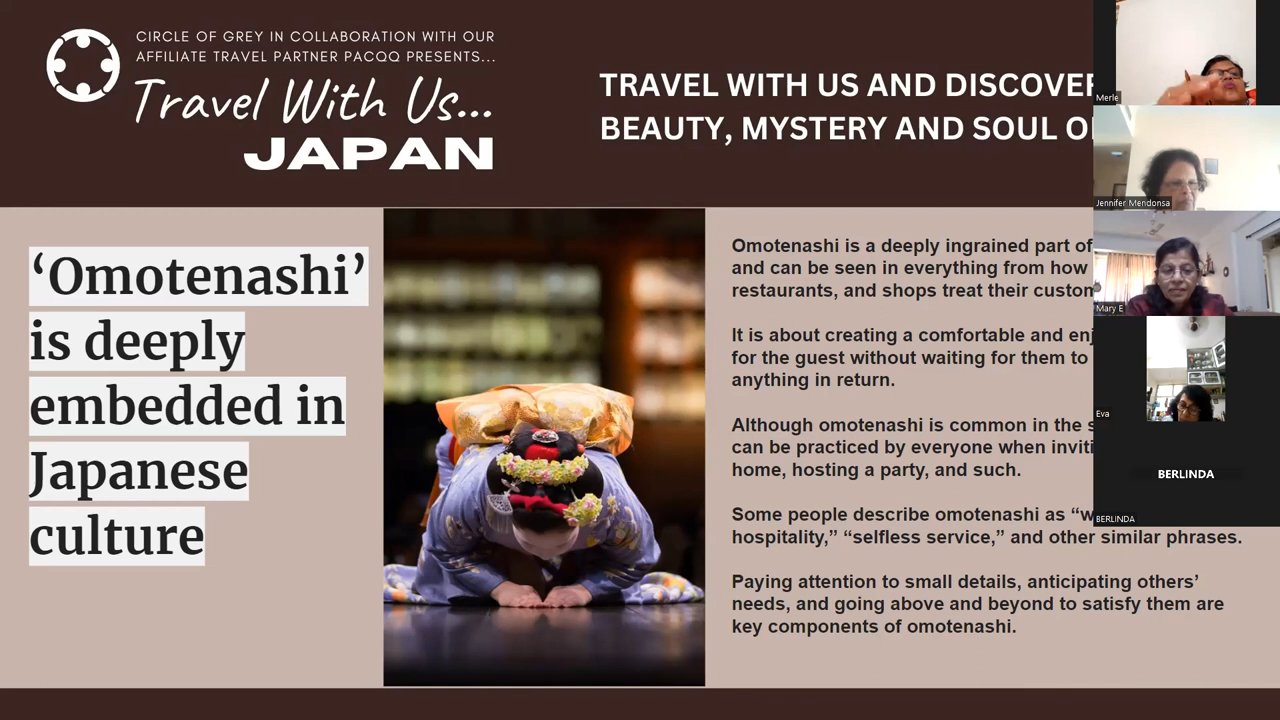 CIRCLE OF GREY IN COLLABORATION WITH OUR
AFFILIATE TRAVEL PARTNER PACQQ PRESENTS...
Travel With Us...
JAPAN
TRAVEL WITH US AND DISCOVER
BEAUTY, MYSTERY AND SOUL
‘Omotenashi’
is deeply
embedded in
Japanese
culture
Omotenashi is a deeply ingrained part of
and can be seen in everything from how
restaurants, and shops treat their
It is about creating a comfortable and
for the guest without waiting for them to
anything in return.
Although omotenashi is common in the
can be practiced by everyone when
home, hosting a party, and such.
Some people describe omotenashi as
hospitality,” “selfless service,” and other similar phrases.
Paying attention to small details, anticipating others’
needs, and going above and beyond to satisfy them are
key components of omotenashi.
Merle
Jennifer Mendonsa
Mary E
Eva
BERLINDA
BERLINDA